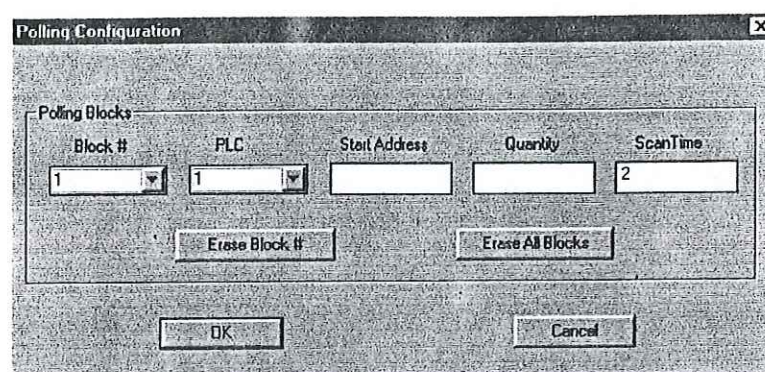 Polling Configuration
Polling Blocks
Block # PLC Start Address Quantity ScanTime
1 1 2
Erase Block # Erase All Blocks
OK Cancel